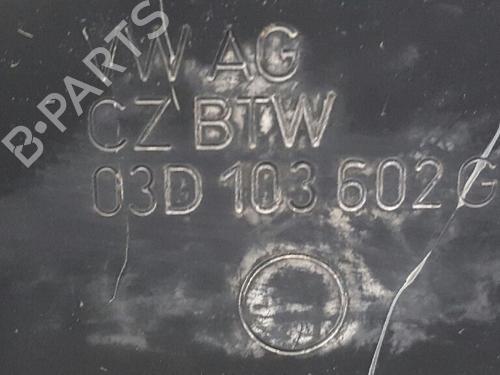 VW AG
CZ BTW
03D 103 602 G
B-PARTS